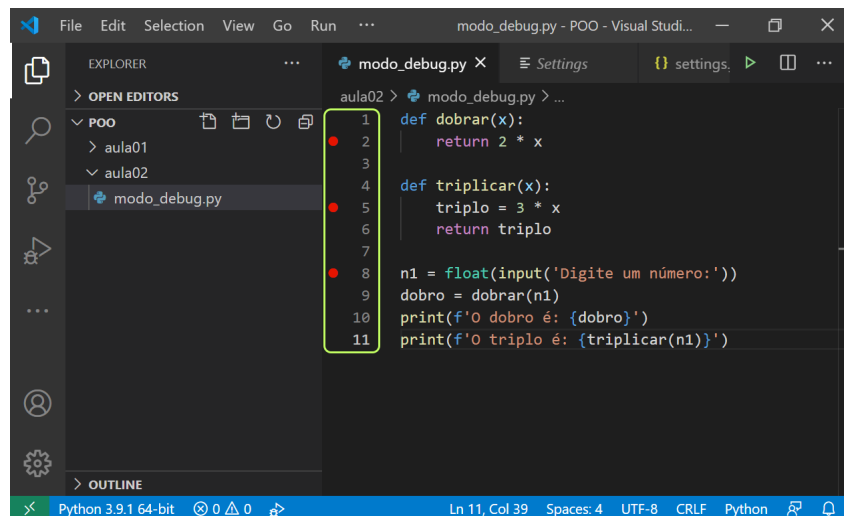 File Edit Selection View Go Run ··· modo_debug.py - POO - Visual Studi...
EXPLORER ···
OPEN EDITORS
POO
aula01
aula02
modo_debug.py
OUTLINE
modo_debug.py Settings {} settings. ···
aula02 > modo_debug.py > ...
1 def dobrar(x):
2 return 2 * x
3
4 def triplicar(x):
5 triplo = 3 * x
6 return triplo
7
8 n1 = float(input('Digite um número:'))
9 dobro = dobrar(n1)
10 print(f'O dobro é: {dobro}')
11 print(f'O triplo é: {triplicar(n1)}')
Python 3.9.1 64-bit 0 0 Ln 11, Col 39 Spaces: 4 UTF-8 CRLF Python